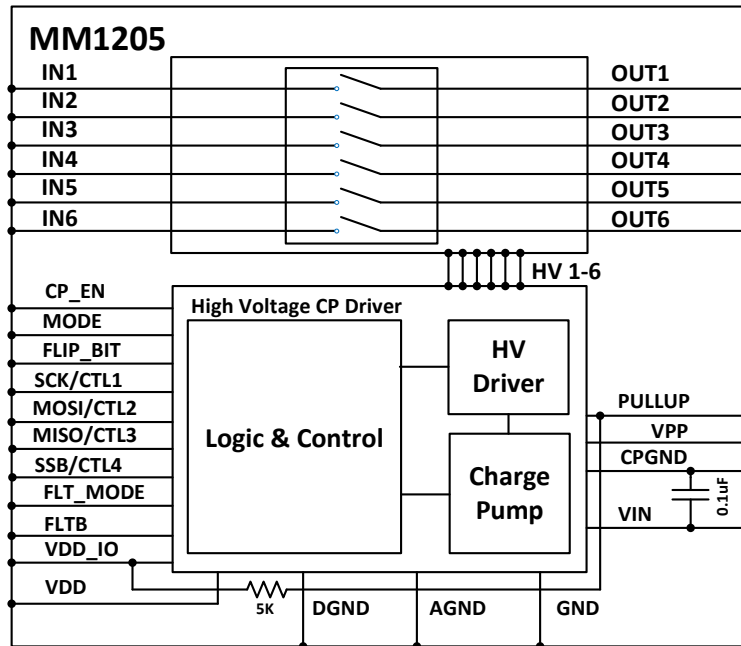 MM1205
IN1
OUT1
IN2
OUT2
IN3
OUT3
IN4
OUT4
IN5
OUT5
IN6
OUT6
HV 1-6
CP_EN
MODE
FLIP_BIT
SCK/CTL1
MOSI/CTL2
MISO/CTL3
SSB/CTL4
FLT_MODE
FLTB
VDD_IO
VDD
High Voltage CP Driver
Logic & Control
HV
Driver
Charge
Pump
PULLUP
VPP
CPGND
0.1uF
VIN
5K
DGND
AGND
GND